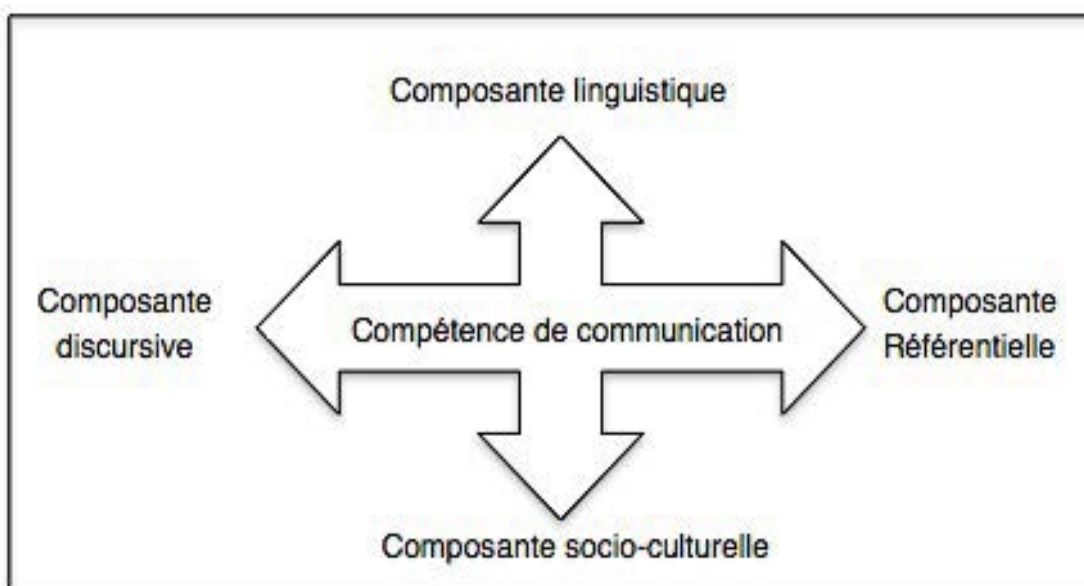 Composante linguistique
Composante
discursive
Compétence de communication
Composante
Référentielle
Composante socio-culturelle